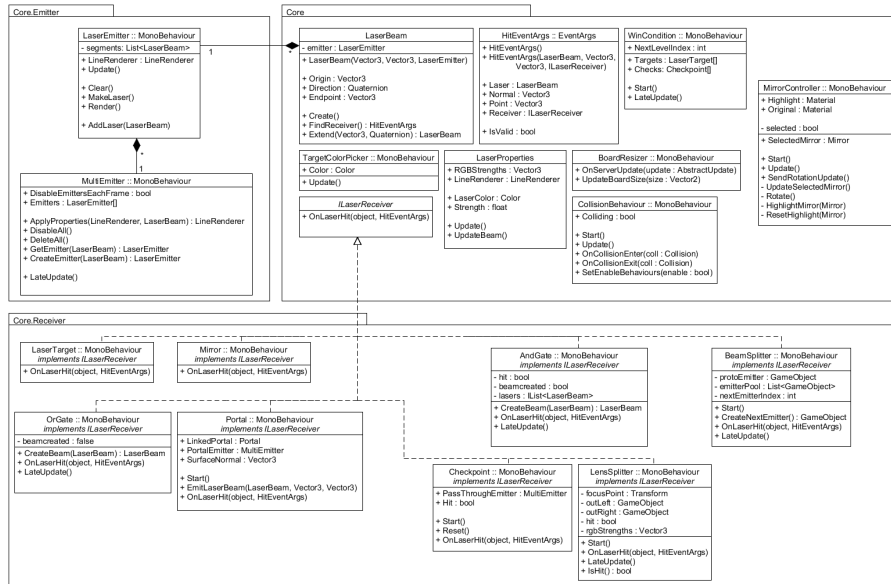 Core.Emitter
LaserEmitter :: MonoBehaviour
- segments: List<LaserBeam>
+ LineRenderer : LineRenderer
+ Update()
+ Clear()
+ MakeLaser()
+ Render()
+ AddLaser(LaserBeam)
1
*
*
1
MultiEmitter :: MonoBehaviour
+ DisableEmittersEachFrame : bool
+ Emitters : LaserEmitter[]
+ ApplyProperties(LineRenderer, LaserBeam) : LineRenderer
+ DisableAll()
+ DeleteAll()
+ GetEmitter(LaserBeam) : LaserEmitter
+ CreateEmitter(LaserBeam) : LaserEmitter
+ LateUpdate()
Core
LaserBeam
- emitter : LaserEmitter
+ LaserBeam(Vector3, Vector3, LaserEmitter)
+ Origin : Vector3
+ Direction : Quaternion
+ Endpoint : Vector3
+ Create()
+ FindReceiver() : HitEventArgs
+ Extend(Vector3, Quaternion) : LaserBeam
HitEventArgs : EventArgs
+ HitEventArgs()
+ HitEventArgs(LaserBeam, Vector3,
Vector3, ILaserReceiver)
+ Laser : LaserBeam
+ Normal : Vector3
+ Point : Vector3
+ Receiver : ILaserReceiver
+ IsValid : bool
WinCondition :: MonoBehaviour
+ NextLevelIndex : int
+ Targets : LaserTarget[]
+ Checks: Checkpoint[]
+ Start()
+ LateUpdate()
MirrorController :: MonoBehaviour
+ Highlight : Material
+ Original : Material
- selected : bool
+ SelectedMirror : Mirror
+ Start()
+ Update()
+ SendRotationUpdate()
- UpdateSelectedMirror()
- Rotate()
- HighlightMirror(Mirror)
- ResetHighlight(Mirror)
TargetColorPicker :: MonoBehaviour
+ Color : Color
+ Update()
LaserProperties
+ RGBStrengths : Vector3
+ LineRenderer : LineRenderer
+ LaserColor : Color
+ Strength : float
+ Update()
+ UpdateBeam()
BoardResizer :: MonoBehaviour
+ OnServerUpdate(update : AbstractUpdate)
+ UpdateBoardSize(size : Vector2)
ILaserReceiver
+ OnLaserHit(object, HitEventArgs)
CollisionBehaviour :: MonoBehaviour
+ Colliding : bool
+ Start()
+ Update()
+ OnCollisionEnter(coll : Collision)
+ OnCollisionExit(coll : Collision)
+ SetEnableBehaviours(enable : bool)
Core.Receiver
LaserTarget :: MonoBehaviour
implements ILaserReceiver
+ OnLaserHit(object, HitEventArgs)
Mirror :: MonoBehaviour
implements ILaserReceiver
+ OnLaserHit(object, HitEventArgs)
AndGate :: MonoBehaviour
implements ILaserReceiver
- hit : bool
- beamcreated : bool
- lasers : IList<LaserBeam>
+ CreateBeam(LaserBeam) : LaserBeam
+ OnLaserHit(object, HitEventArgs)
+ LateUpdate()
BeamSplitter :: MonoBehaviour
implements ILaserReceiver
- protoEmitter : GameObject
- emitterPool : List<GameObject>
- nextEmitterIndex : int
+ Start()
+ CreateNextEmitter() : GameObject
+ OnLaserHit(object, HitEventArgs)
+ LateUpdate()
OrGate :: MonoBehaviour
implements ILaserReceiver
- beamcreated : false
+ CreateBeam(LaserBeam) : LaserBeam
+ OnLaserHit(object, HitEventArgs)
+ LateUpdate()
Portal :: MonoBehaviour
implements ILaserReceiver
+ LinkedPortal : Portal
+ PortalEmitter : MultiEmitter
+ SurfaceNormal : Vector3
+ Start()
+ EmitLaserBeam(LaserBeam, Vector3, Vector3)
+ OnLaserHit(object, HitEventArgs)
Checkpoint :: MonoBehaviour
implements ILaserReceiver
+ PassThroughEmitter : MultiEmitter
+ Hit : bool
+ Start()
+ Reset()
+ OnLaserHit(object, HitEventArgs)
LensSplitter :: MonoBehaviour
implements ILaserReceiver
- focusPoint : Transform
- outLeft : GameObject
- outRight : GameObject
- hit : bool
- rgbStrengths : Vector3
+ Start()
+ OnLaserHit(object, HitEventArgs)
+ LateUpdate()
+ IsHit() : bool